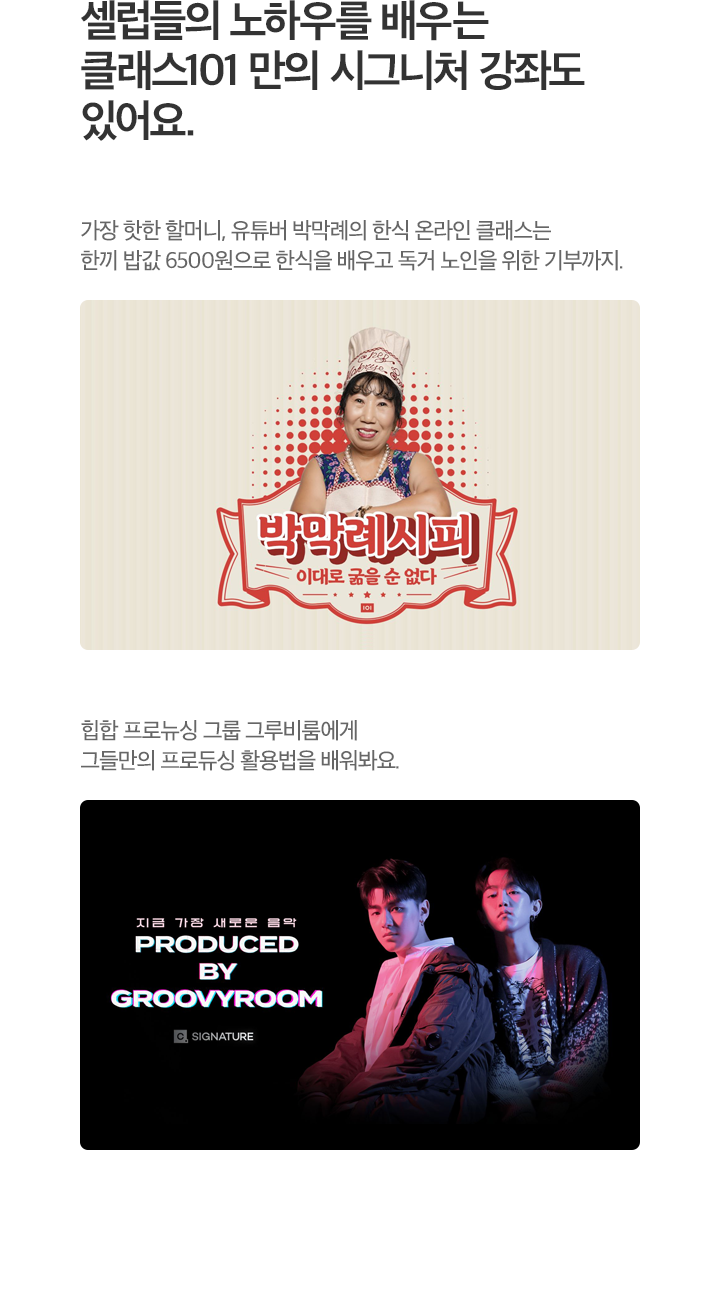 셀럽들의 노하우를 배우는
클래스101 만의 시그니처 강좌도
있어요.
가장 핫한 할머니, 유튜버 박막례의 한식 온라인 클래스는
한끼 밥값 6500원으로 한식을 배우고 독거 노인을 위한 기부까지.
박막례시피
이대로 굶을 순 없다
101
힙합 프로뉴싱 그룹 그루비룸에게
그들만의 프로듀싱 활용법을 배워봐요.
지금 가장 새로운 음악
PRODUCED
BY
GROOVYROOM
C. SIGNATURE